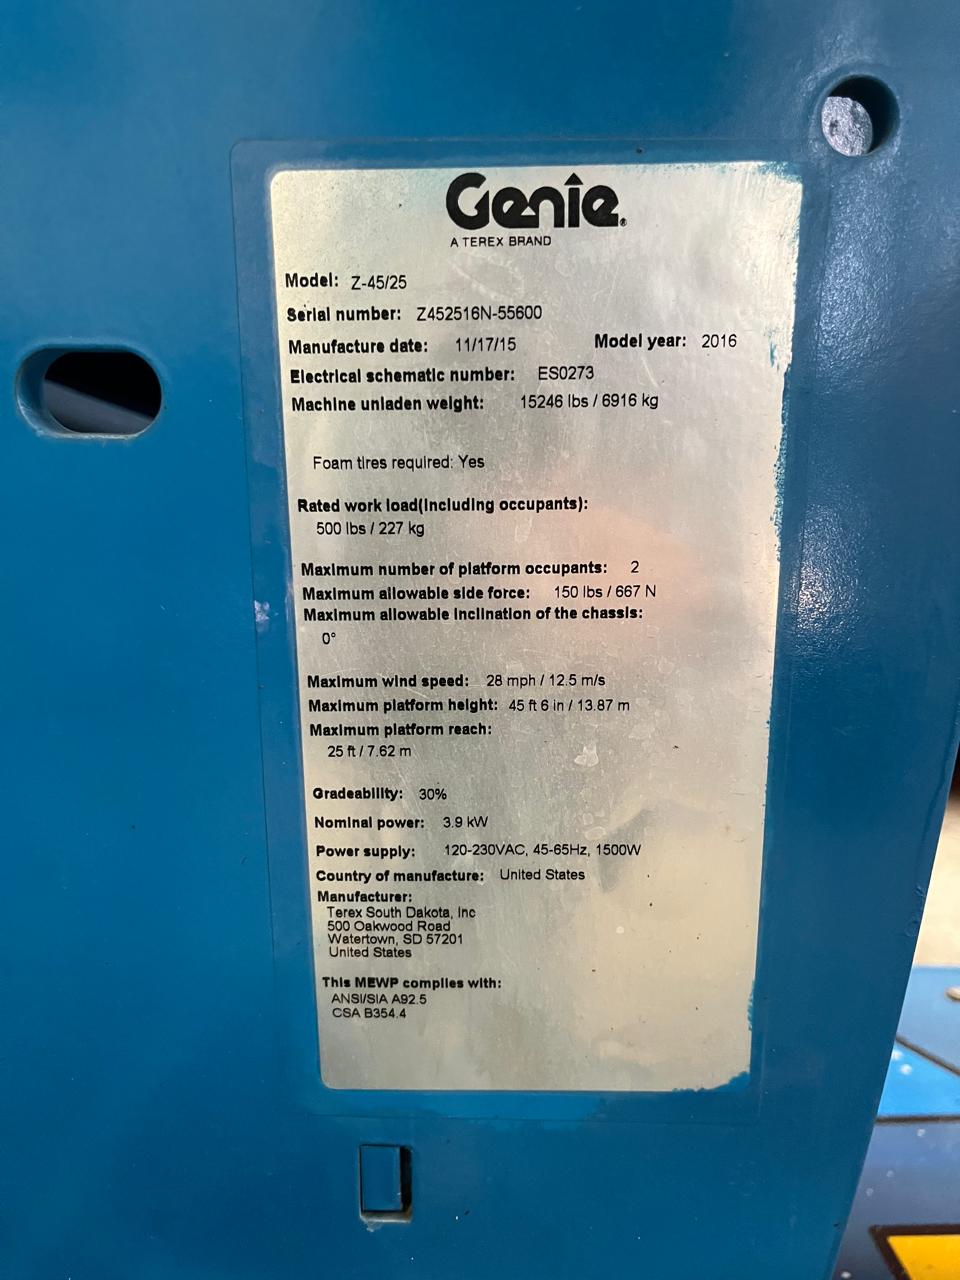 Genie®
A TEREX BRAND
Model: Z-45/25
Serial number: Z452516N-55600
Manufacture date: 11/17/15 Model year: 2016
Electrical schematic number: ES0273
Machine unladen weight: 15246 lbs / 6916 kg
Foam tires required: Yes
Rated work load(Including occupants):
500 lbs / 227 kg
Maximum number of platform occupants: 2
Maximum allowable side force: 150 lbs / 667 N
Maximum allowable inclination of the chassis:
0°
Maximum wind speed: 28 mph / 12.5 m/s
Maximum platform height: 45 ft 6 in / 13.87 m
Maximum platform reach:
25 ft / 7.62 m
Gradeability: 30%
Nominal power: 3.9 kW
Power supply: 120-230VAC, 45-65Hz, 1500W
Country of manufacture: United States
Manufacturer:
Terex South Dakota, Inc
500 Oakwood Road
Watertown, SD 57201
United States
This MEWP complies with:
ANSI/SIA A92.5
CSA B354.4